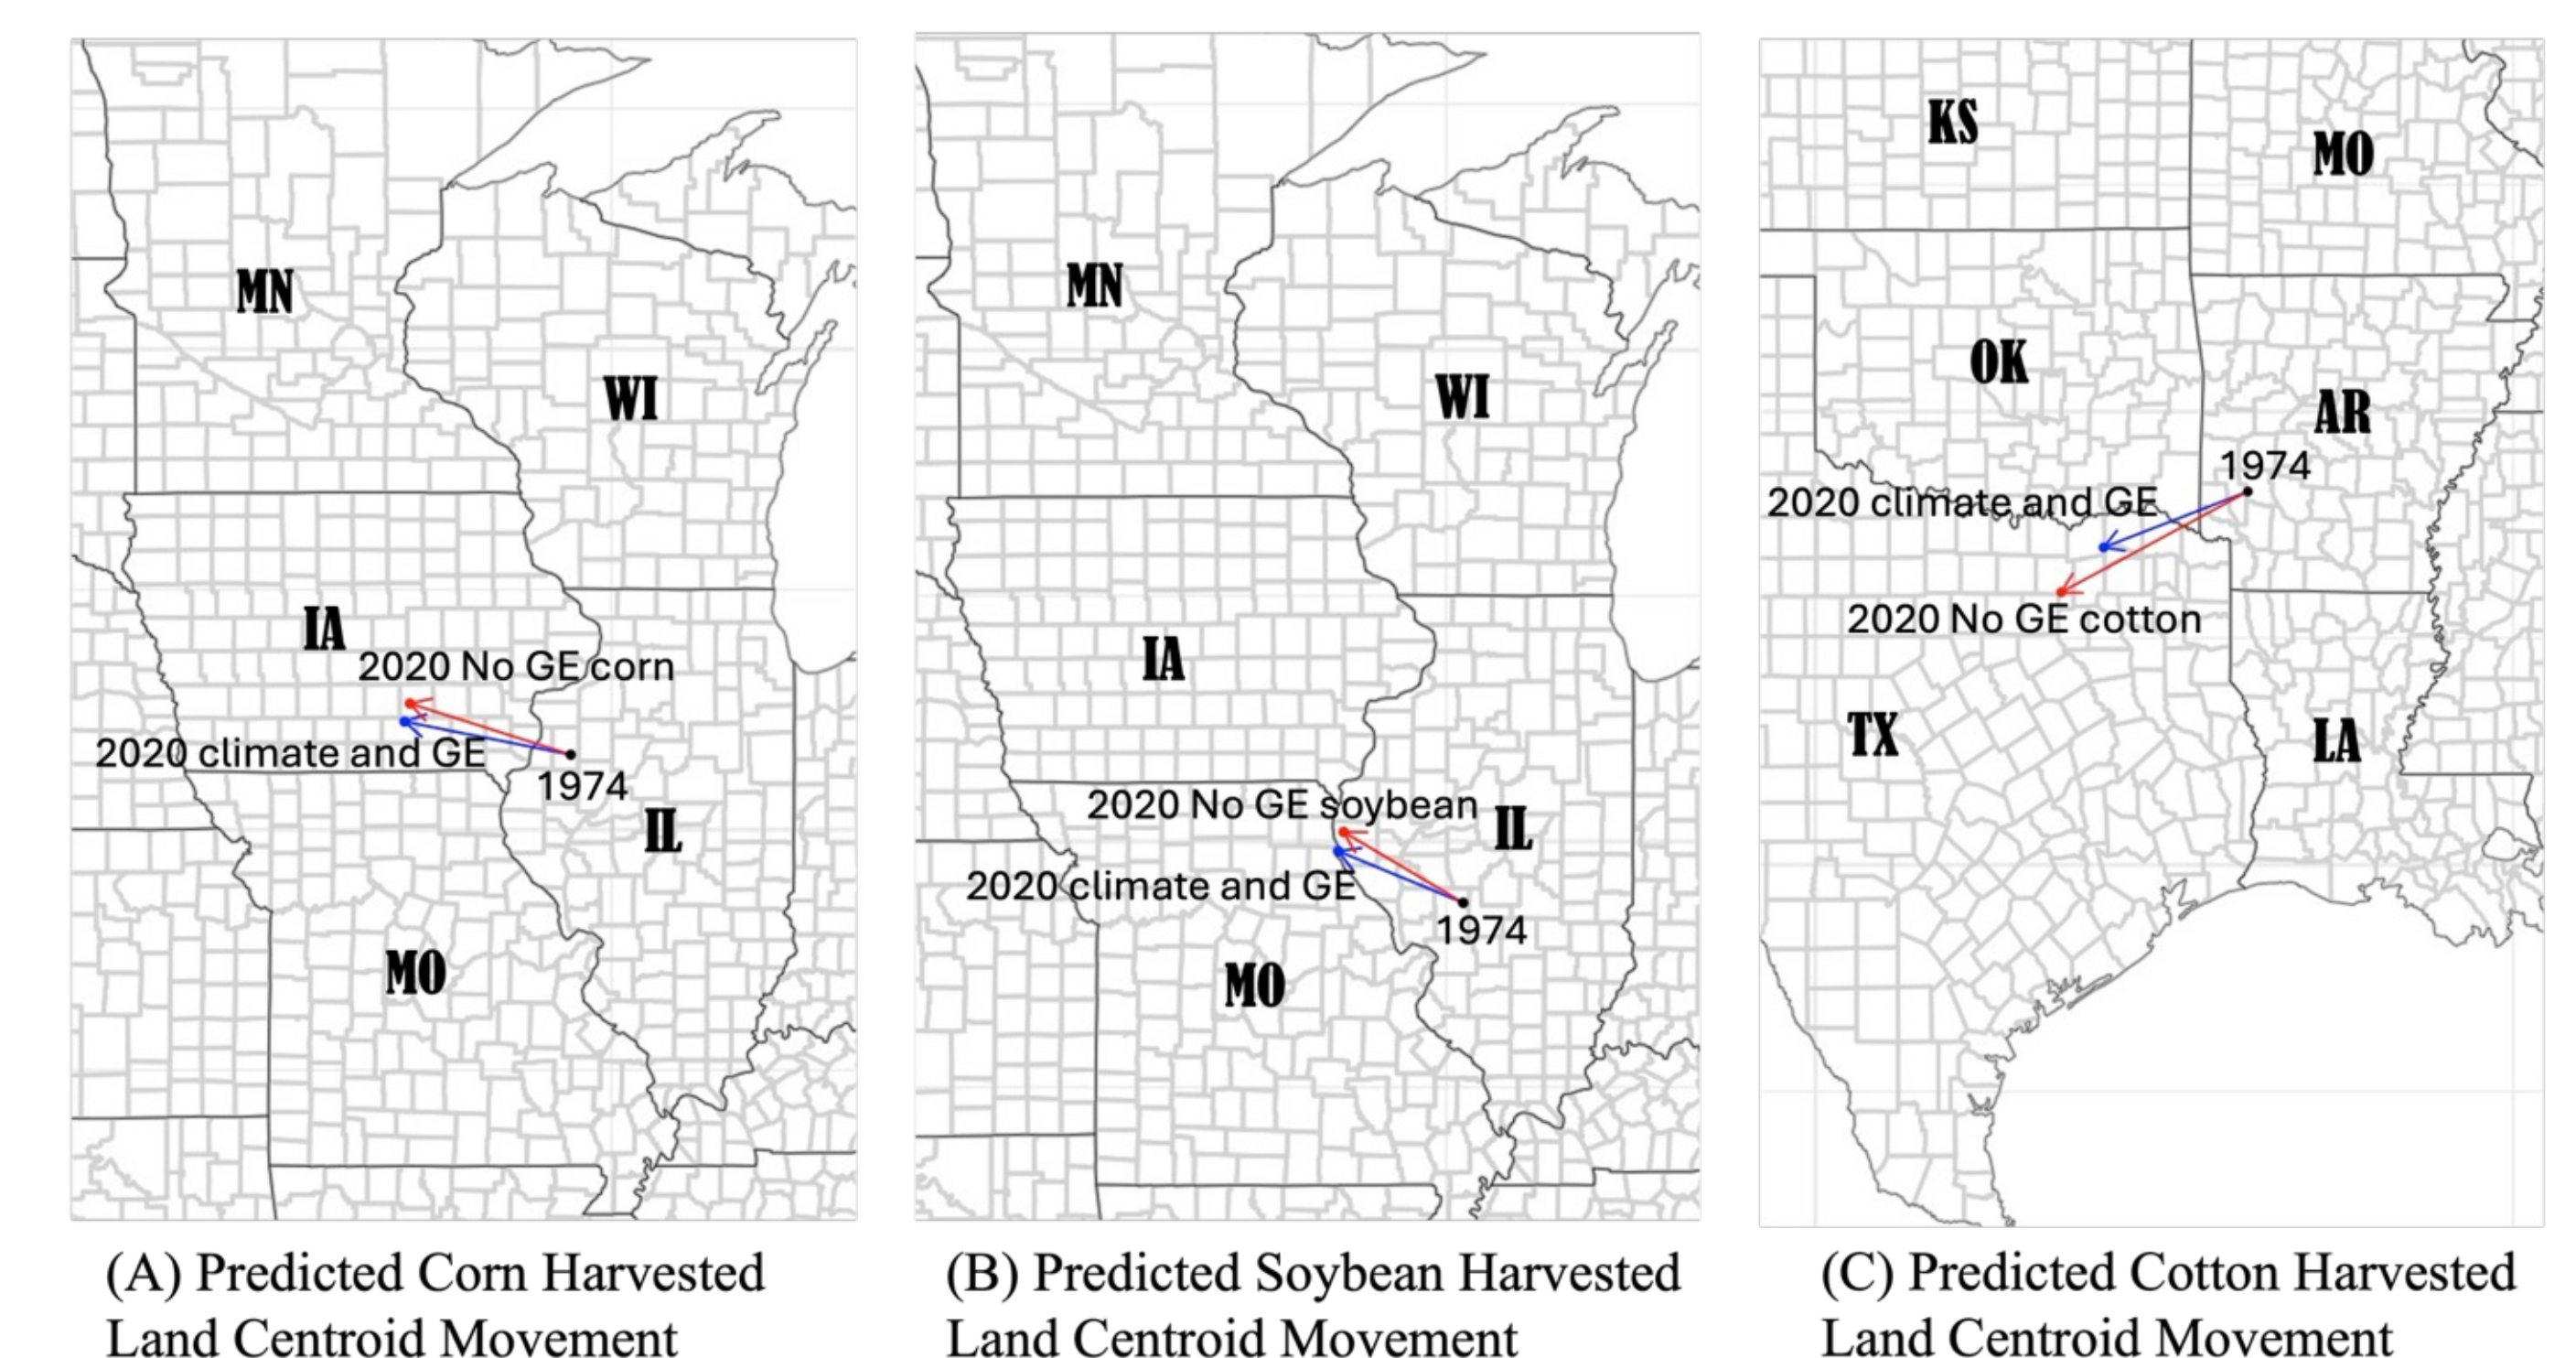 MN
WI
IA
2020 No GE corn
2020 climate and GE
1974
IL
MO
(A) Predicted Corn Harvested
Land Centroid Movement
MN
WI
IA
2020 No GE soybean
IL
2020 climate and GE
1974
MO
(B) Predicted Soybean Harvested
Land Centroid Movement
KS
MO
OK
AR
1974
2020 climate and GE
2020 No GE cotton
TX
LA
(C) Predicted Cotton Harvested
Land Centroid Movement